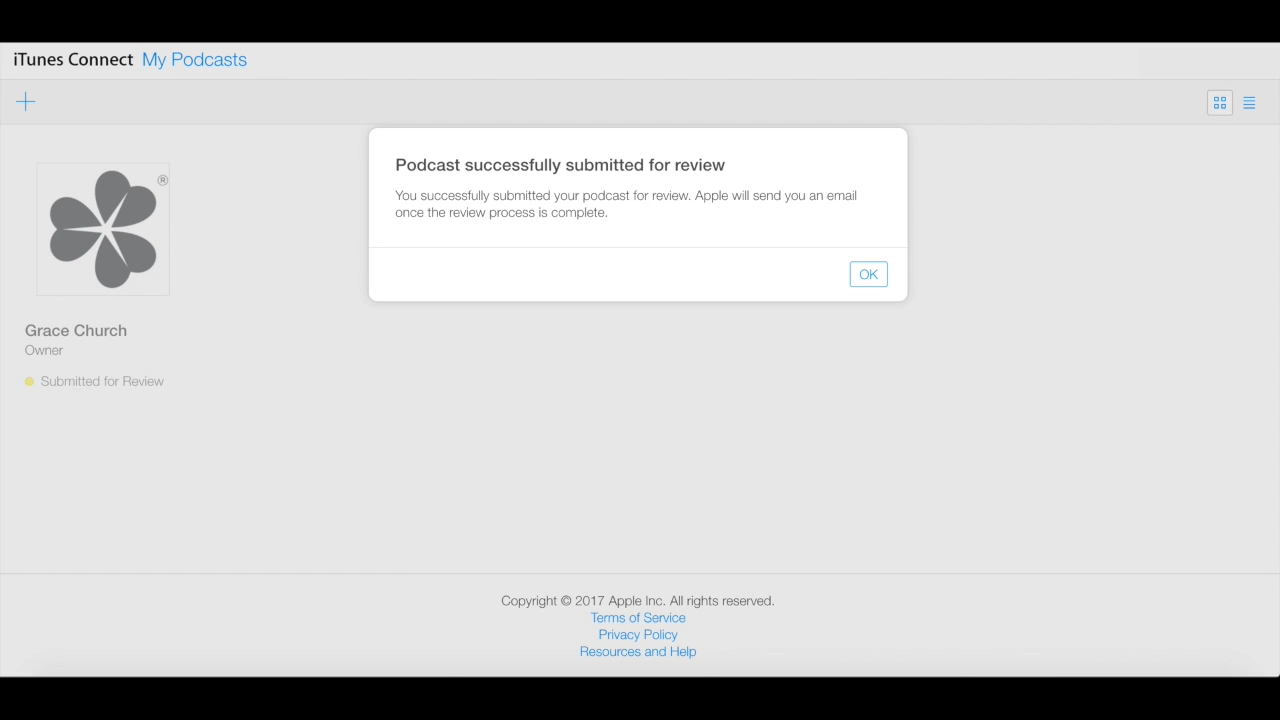 iTunes Connect My Podcasts
Podcast successfully submitted for review
You successfully submitted your podcast for review. Apple will send you an email
once the review process is complete.
OK
®
Grace Church
Owner
Submitted for Review
Copyright © 2017 Apple Inc. All rights reserved.
Terms of Service
Privacy Policy
Resources and Help